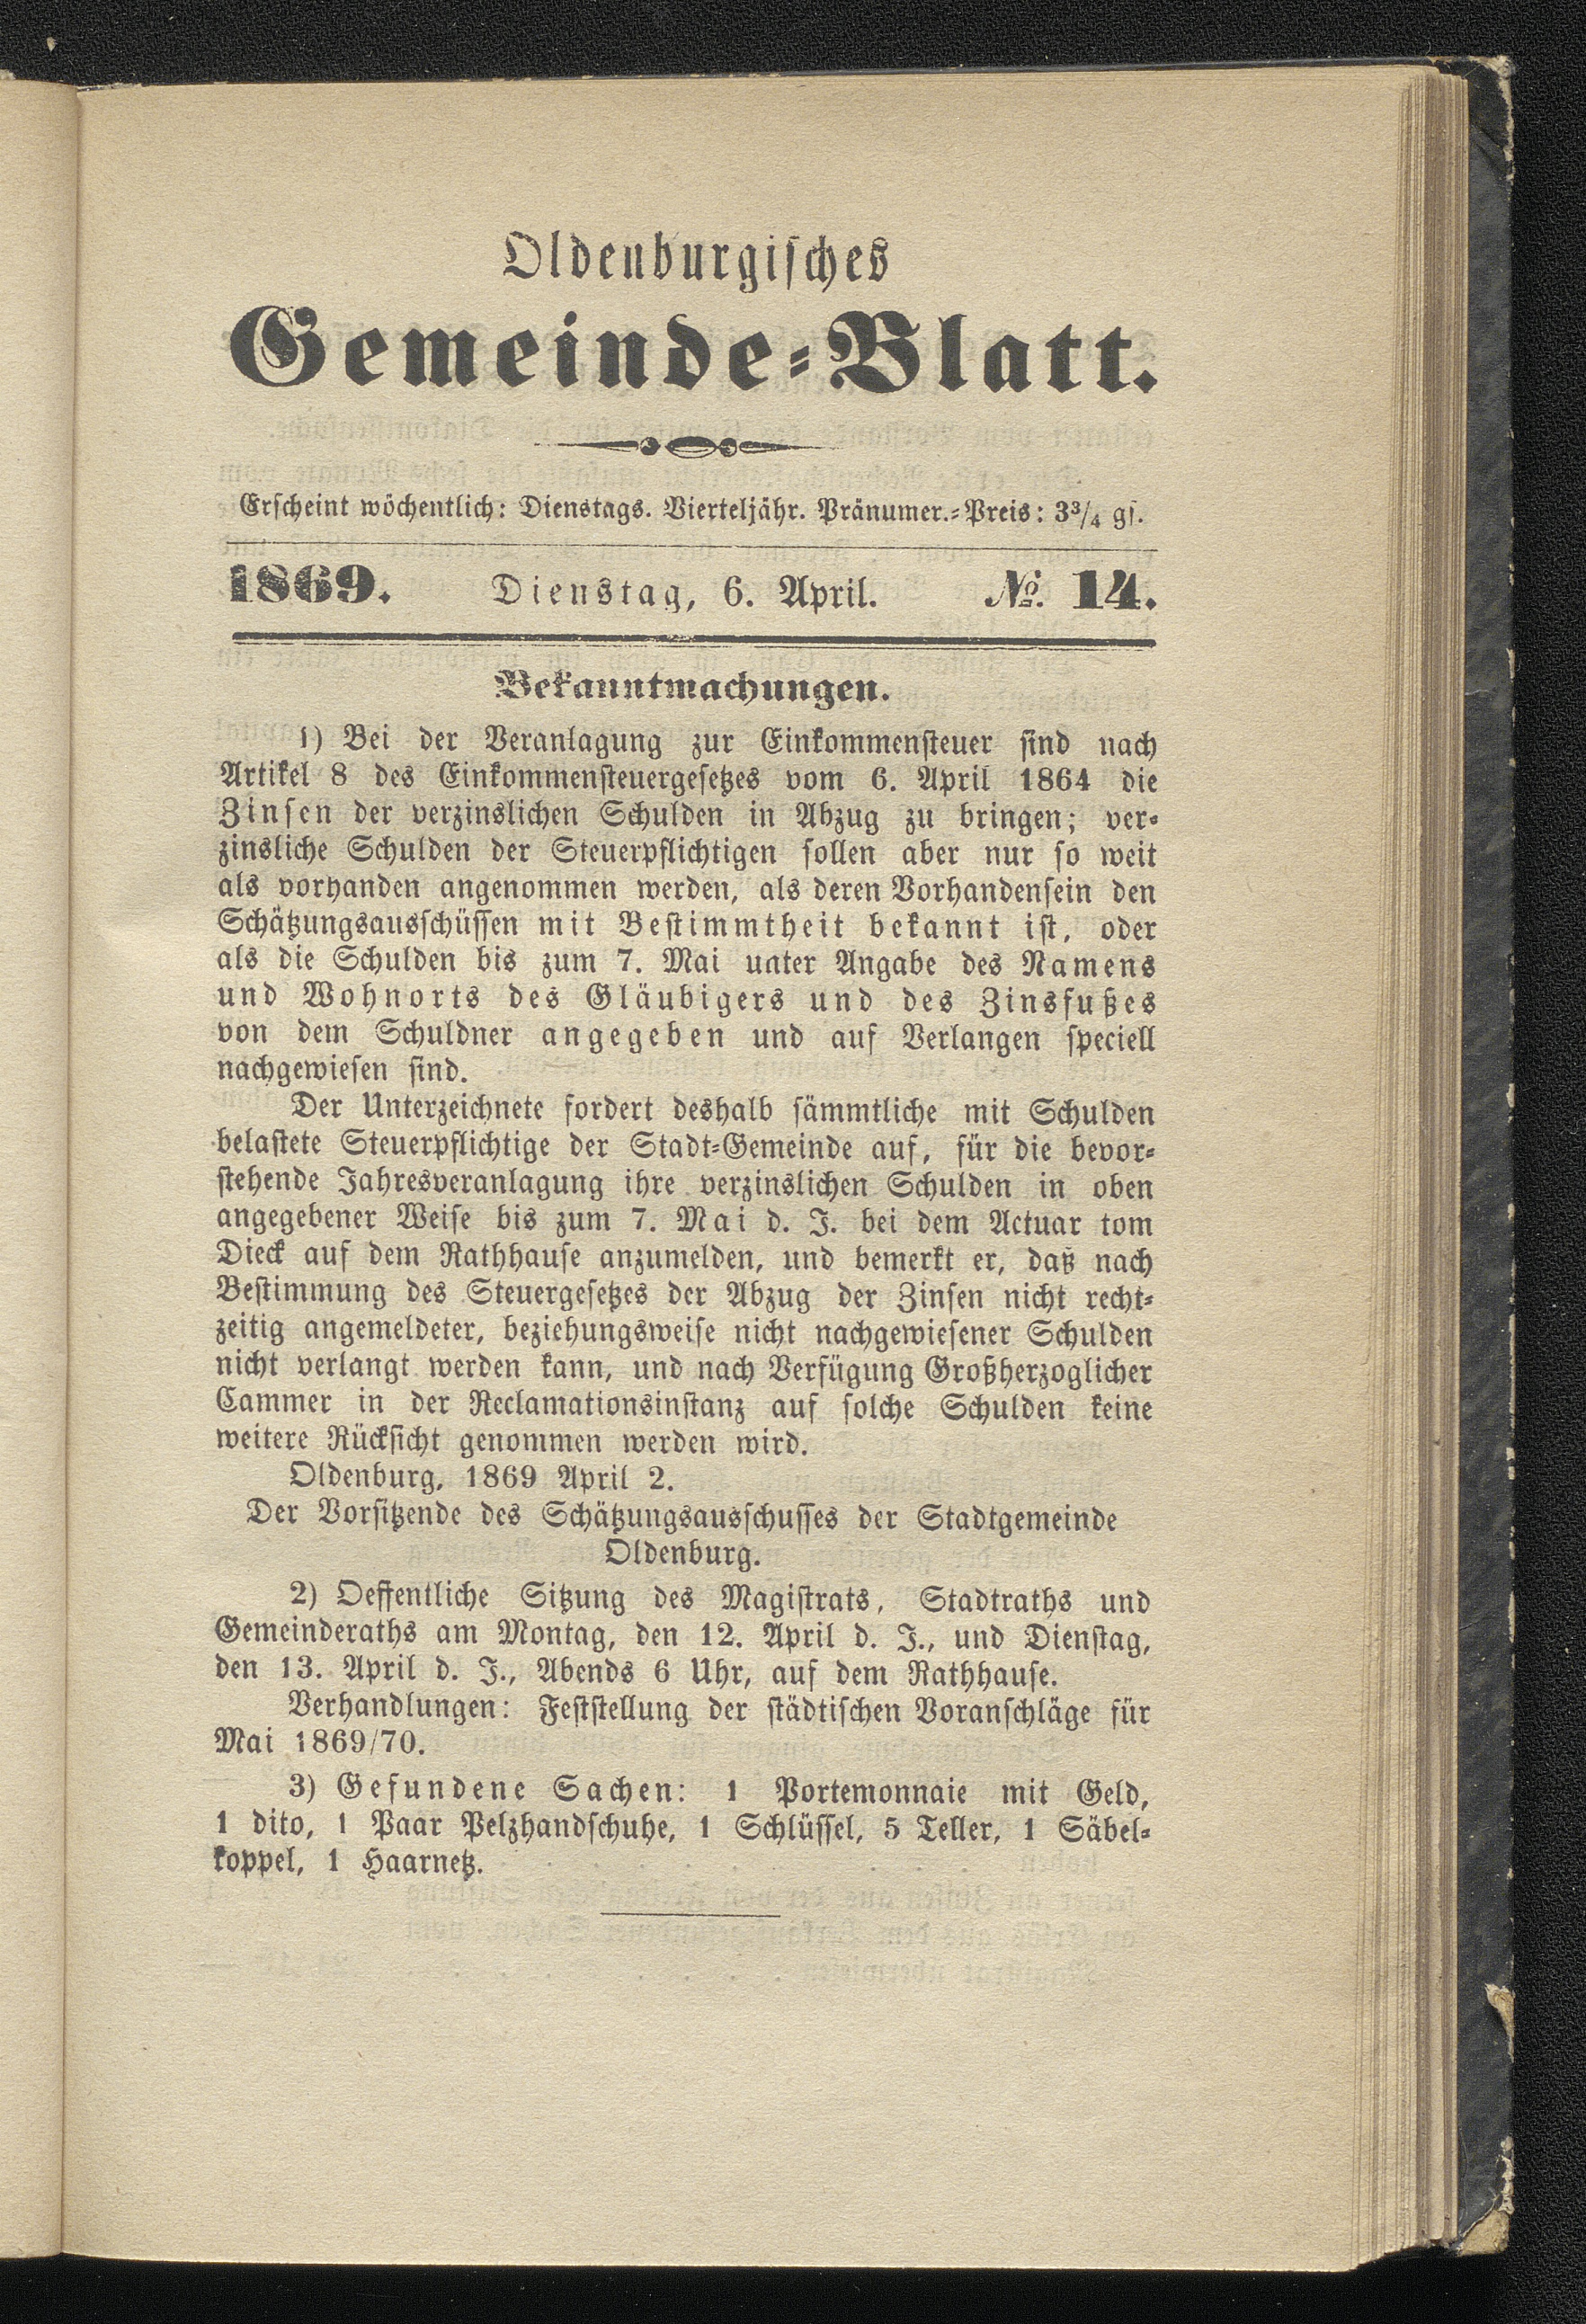 Oldenburgisches
Gemeinde-Blatt.
Erscheint wöchentlich: Dienstags. Vierteljähr. Pränumer.-Preis: 3¾ gs.
1869. Dienstag, 6. April. №. 14.
Bekanntmachungen.
1) Bei der Veranlagung zur Einkommensteuer sind nach
Artikel 8 des Einkommensteuergesetzes vom 6. April 1864 die
Zinsen der verzinslichen Schulden in Abzug zu bringen; ver-
zinsliche Schulden der Steuerpflichtigen sollen aber nur so weit
als vorhanden angenommen werden, als deren Vorhandensein den
Schätzungsausschüssen mit Bestimmtheit bekannt ist, oder
als die Schulden bis zum 7. Mai unter Angabe des Namens
und Wohnorts des Gläubigers und des Zinsfußes
von dem Schuldner angegeben und auf Verlangen speciell
nachgewiesen sind.
Der Unterzeichnete fordert deshalb sämmtliche mit Schulden
belastete Steuerpflichtige der Stadt-Gemeinde auf, für die bevor-
stehende Jahresveranlagung ihre verzinslichen Schulden in oben
angegebener Weise bis zum 7. Mai d. J. bei dem Actuar tom
Dieck auf dem Rathhause anzumelden, und bemerkt er, daß nach
Bestimmung des Steuergesetzes der Abzug der Zinsen nicht recht-
zeitig angemeldeter, beziehungsweise nicht nachgewiesener Schulden
nicht verlangt werden kann, und nach Verfügung Großherzoglicher
Cammer in der Reclamationsinstanz auf solche Schulden keine
weitere Rücksicht genommen werden wird.
Oldenburg, 1869 April 2.
Der Vorsitzende des Schätzungsausschusses der Stadtgemeinde
Oldenburg.
2) Oeffentliche Sitzung des Magistrats, Stadtraths und
Gemeinderaths am Montag, den 12. April d. J., und Dienstag,
den 13. April d. J., Abends 6 Uhr, auf dem Rathhause.
Verhandlungen: Feststellung der städtischen Voranschläge für
Mai 1869/70.
3) Gefundene Sachen: 1 Portemonnaie mit Geld,
1 dito, 1 Paar Pelzhandschuhe, 1 Schlüssel, 5 Teller, 1 Säbel-
koppel, 1 Haarnetz.